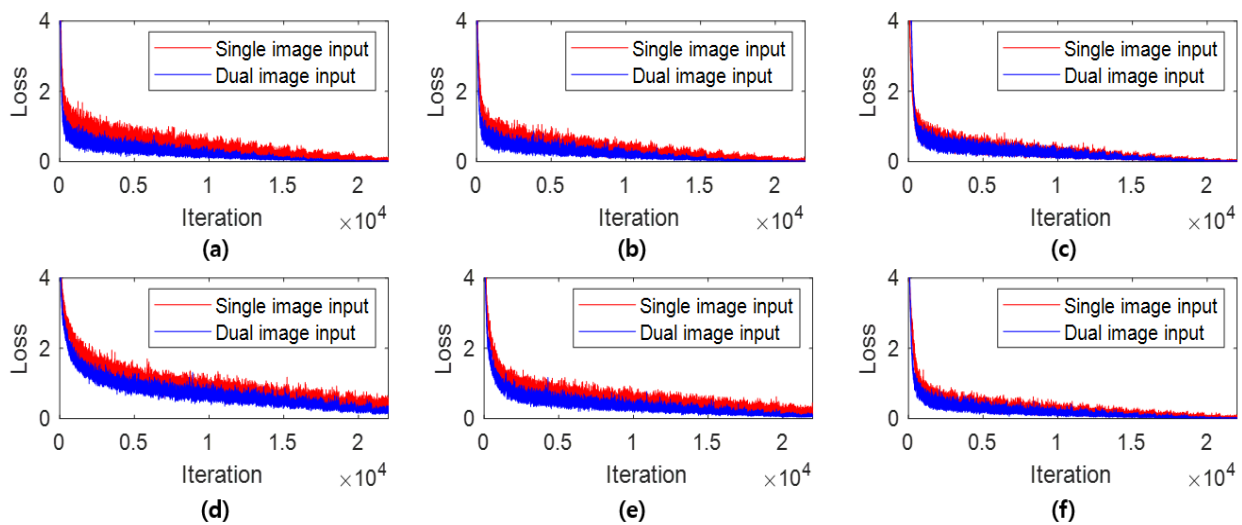 4
Single image input
Dual image input
2
Loss
0
0 0.5 1 1.5 2
Iteration ×10^4
(a)
4
Single image input
Dual image input
2
Loss
0
0 0.5 1 1.5 2
Iteration ×10^4
(b)
4
Single image input
Dual image input
2
Loss
0
0 0.5 1 1.5 2
Iteration ×10^4
(c)
4
Single image input
Dual image input
2
Loss
0
0 0.5 1 1.5 2
Iteration ×10^4
(d)
4
Single image input
Dual image input
2
Loss
0
0 0.5 1 1.5 2
Iteration ×10^4
(e)
4
Single image input
Dual image input
2
Loss
0
0 0.5 1 1.5 2
Iteration ×10^4
(f)